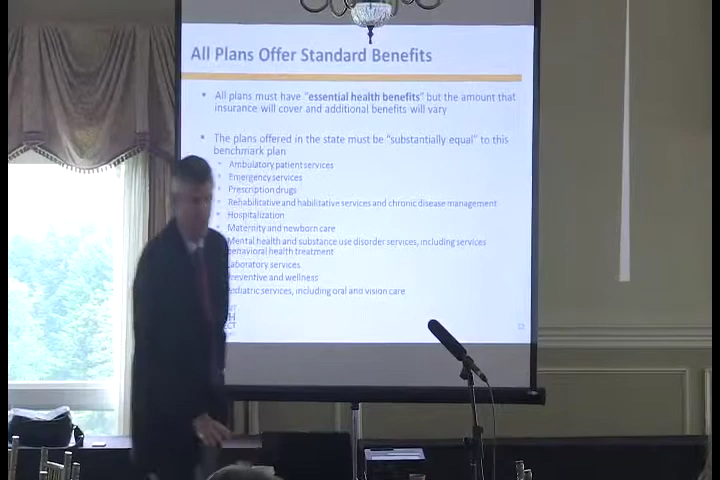 All Plans Offer Standard Benefits
All plans must have "essential health benefits" but the amount that
insurance will cover and additional benefits will vary
The plans offered in the state must be "substantially equal" to this
benchmark plan
Ambulatory patient services
Emergency services
Prescription drugs
Rehabilitative and habilitative services and chronic disease management
Hospitalization
Maternity and newborn care
Mental health and substance use disorder services, including services
behavioral health treatment
Laboratory services
Preventive and wellness
Pediatric services, including oral and vision care